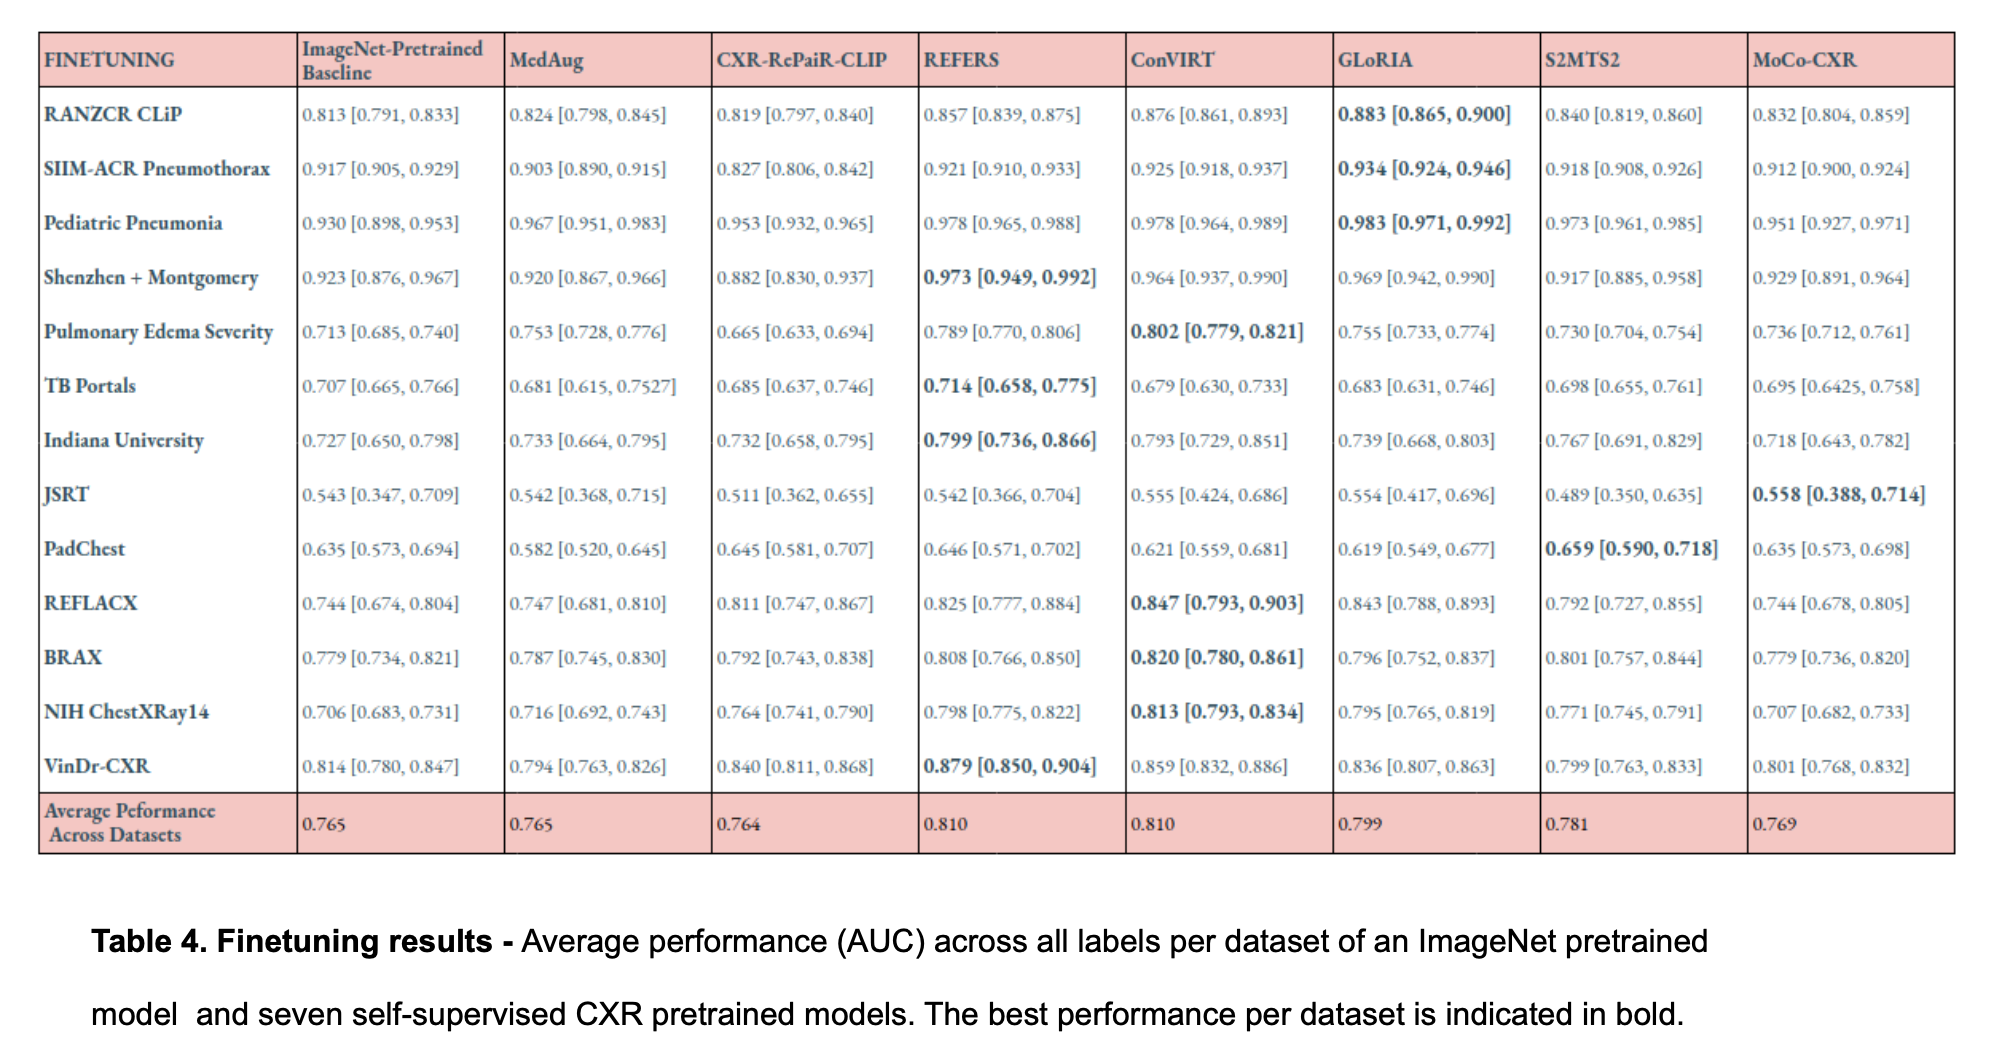 FINETUNING ImageNet-Pretrained Baseline MedAug CXR-RePaiR-CLIP REFERS ConVIRT GLoRIA S2MTS2 MoCo-CXR
RANZCR CLiP 0.813 [0.791, 0.833] 0.824 [0.798, 0.845] 0.819 [0.797, 0.840] 0.857 [0.839, 0.875] 0.876 [0.861, 0.893] 0.883 [0.865, 0.900] 0.840 [0.819, 0.860] 0.832 [0.804, 0.859]
SIIM-ACR Pneumothorax 0.917 [0.905, 0.929] 0.903 [0.890, 0.915] 0.827 [0.806, 0.842] 0.921 [0.910, 0.933] 0.925 [0.918, 0.937] 0.934 [0.924, 0.946] 0.918 [0.908, 0.926] 0.912 [0.900, 0.924]
Pediatric Pneumonia 0.930 [0.898, 0.953] 0.967 [0.951, 0.983] 0.953 [0.932, 0.965] 0.978 [0.965, 0.988] 0.978 [0.964, 0.989] 0.983 [0.971, 0.992] 0.973 [0.961, 0.985] 0.951 [0.927, 0.971]
Shenzhen + Montgomery 0.923 [0.876, 0.967] 0.920 [0.867, 0.966] 0.882 [0.830, 0.937] 0.973 [0.949, 0.992] 0.964 [0.937, 0.990] 0.969 [0.942, 0.990] 0.917 [0.885, 0.958] 0.929 [0.891, 0.964]
Pulmonary Edema Severity 0.713 [0.685, 0.740] 0.753 [0.728, 0.776] 0.665 [0.633, 0.694] 0.789 [0.770, 0.806] 0.802 [0.779, 0.821] 0.755 [0.733, 0.774] 0.730 [0.704, 0.754] 0.736 [0.712, 0.761]
TB Portals 0.707 [0.665, 0.766] 0.681 [0.615, 0.7527] 0.685 [0.637, 0.746] 0.714 [0.658, 0.775] 0.679 [0.630, 0.733] 0.683 [0.631, 0.746] 0.698 [0.655, 0.761] 0.695 [0.6425, 0.758]
Indiana University 0.727 [0.650, 0.798] 0.733 [0.664, 0.795] 0.732 [0.658, 0.795] 0.799 [0.736, 0.866] 0.793 [0.729, 0.851] 0.739 [0.668, 0.803] 0.767 [0.691, 0.829] 0.718 [0.643, 0.782]
JSRT 0.543 [0.347, 0.709] 0.542 [0.368, 0.715] 0.511 [0.362, 0.655] 0.542 [0.366, 0.704] 0.555 [0.424, 0.686] 0.554 [0.417, 0.696] 0.489 [0.350, 0.635] 0.558 [0.388, 0.714]
PadChest 0.635 [0.573, 0.694] 0.582 [0.520, 0.645] 0.645 [0.581, 0.707] 0.646 [0.571, 0.702] 0.621 [0.559, 0.681] 0.619 [0.549, 0.677] 0.659 [0.590, 0.718] 0.635 [0.573, 0.698]
REFLACX 0.744 [0.674, 0.804] 0.747 [0.681, 0.810] 0.811 [0.747, 0.867] 0.825 [0.777, 0.884] 0.847 [0.793, 0.903] 0.843 [0.788, 0.893] 0.792 [0.727, 0.855] 0.744 [0.678, 0.805]
BRAX 0.779 [0.734, 0.821] 0.787 [0.745, 0.830] 0.792 [0.743, 0.838] 0.808 [0.766, 0.850] 0.820 [0.780, 0.861] 0.796 [0.752, 0.837] 0.801 [0.757, 0.844] 0.779 [0.736, 0.820]
NIH ChestXRay14 0.706 [0.683, 0.731] 0.716 [0.692, 0.743] 0.764 [0.741, 0.790] 0.798 [0.775, 0.822] 0.813 [0.793, 0.834] 0.795 [0.765, 0.819] 0.771 [0.745, 0.791] 0.707 [0.682, 0.733]
VinDr-CXR 0.814 [0.780, 0.847] 0.794 [0.763, 0.826] 0.840 [0.811, 0.868] 0.879 [0.850, 0.904] 0.859 [0.832, 0.886] 0.836 [0.807, 0.863] 0.799 [0.763, 0.833] 0.801 [0.768, 0.832]
Average Peformance Across Datasets 0.765 0.765 0.764 0.810 0.810 0.799 0.781 0.769
Table 4. Finetuning results - Average performance (AUC) across all labels per dataset of an ImageNet pretrained
model and seven self-supervised CXR pretrained models. The best performance per dataset is indicated in bold.